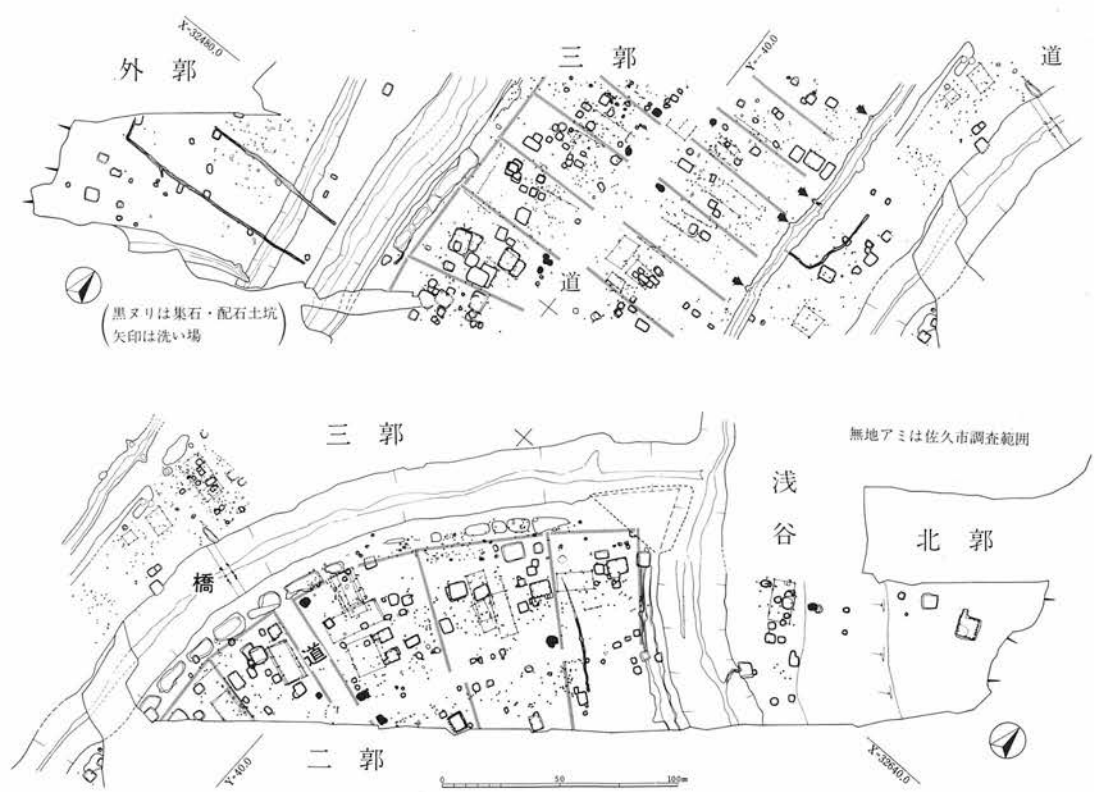 X-32480.0
外郭
三郭
Y-40.0
道
道
黒ヌリは集石・配石土坑
矢印は洗い場
三郭
無地アミは佐久市調査範囲
浅谷
北郭
橋
道
二郭
Y-40.0
0 50 100m
X-32640.0